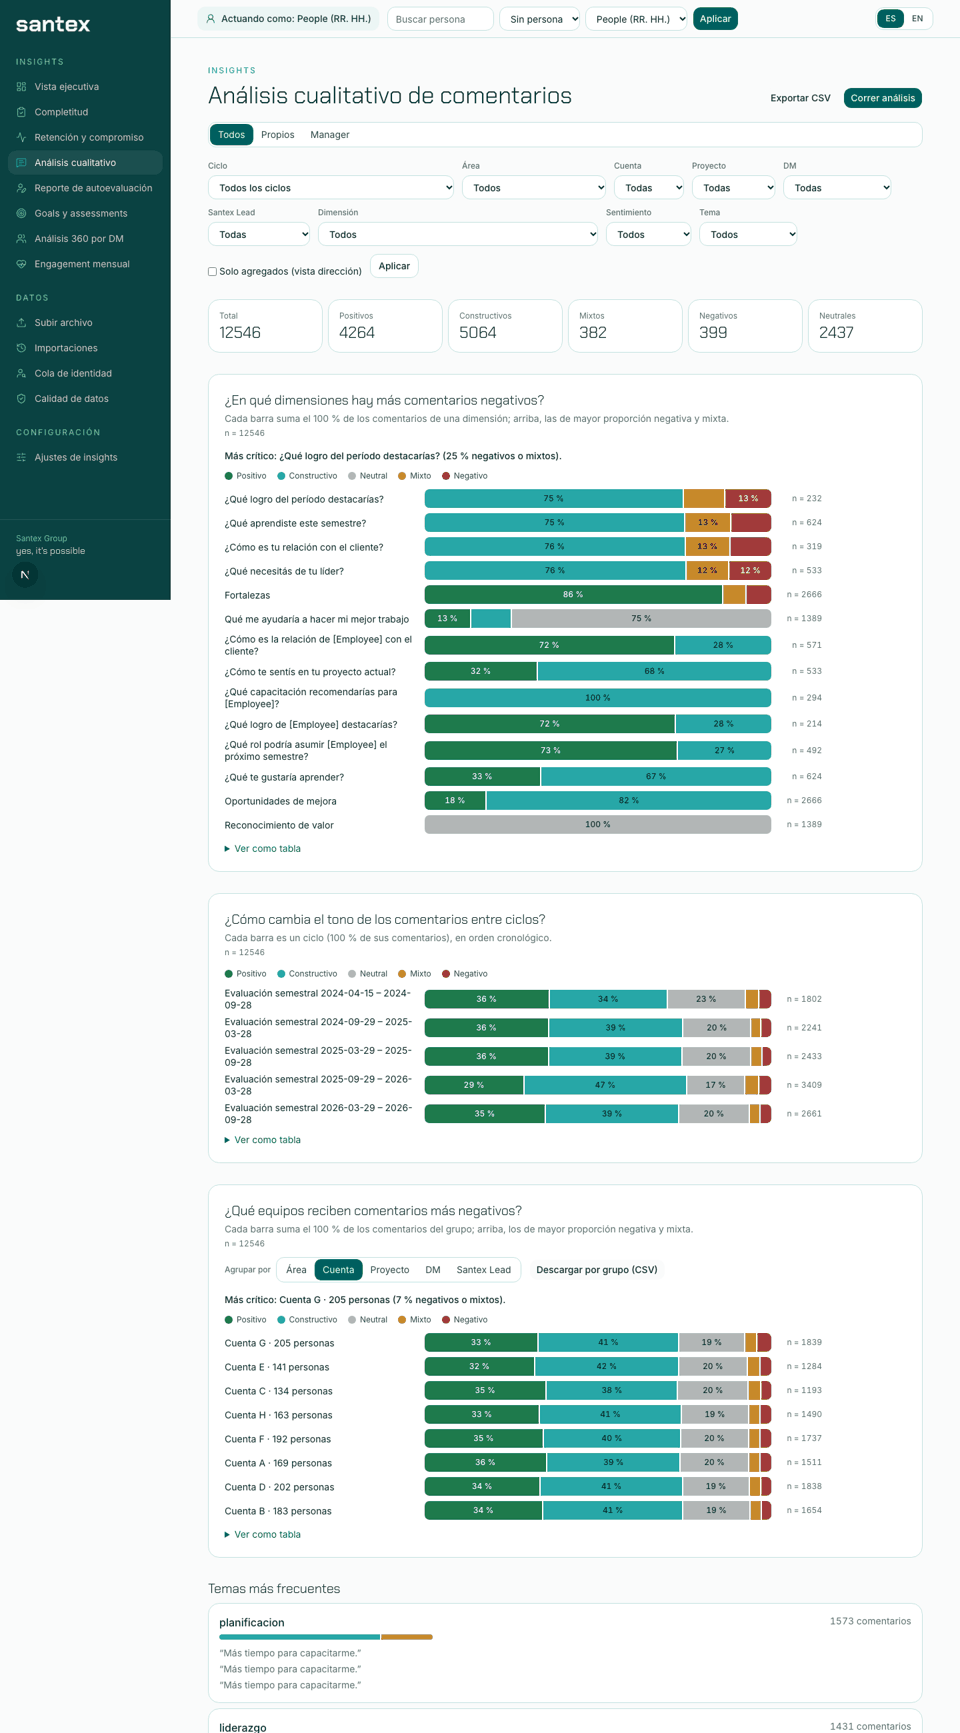 santex
INSIGHTS
Vista ejecutiva
Completitud
Retención y compromiso
Análisis cualitativo
Reporte de autoevaluación
Goals y assessments
Análisis 360 por DM
Engagement mensual
DATOS
Subir archivo
Importaciones
Cola de identidad
Calidad de datos
CONFIGURACIÓN
Ajustes de insights
Santex Group
yes, it's possible
N
Actuando como: People (RR. HH.) Buscar persona Sin persona People (RR. HH.) Aplicar ES EN
INSIGHTS
Análisis cualitativo de comentarios
Exportar CSV Correr análisis
Todos Propios Manager
Ciclo Área Cuenta Proyecto DM
Todos los ciclos Todos Todas Todas Todas
Santex Lead Dimensión Sentimiento Tema
Todas Todos Todos Todos
Solo agregados (vista dirección) Aplicar
Total Positivos Constructivos Mixtos Negativos Neutrales
12546 4264 5064 382 399 2437
¿En qué dimensiones hay más comentarios negativos?
Cada barra suma el 100 % de los comentarios de una dimensión; arriba, las de mayor proporción negativa y mixta.
n = 12546
Más crítico: ¿Qué logro del período destacarías? (25 % negativos o mixtos).
Positivo Constructivo Neutral Mixto Negativo
¿Qué logro del período destacarías? 75 % 13 % n = 232
¿Qué aprendiste este semestre? 75 % 13 % n = 624
¿Cómo es tu relación con el cliente? 76 % 13 % n = 319
¿Qué necesitás de tu líder? 76 % 12 % 12 % n = 533
Fortalezas 86 % n = 2666
Qué me ayudaría a hacer mi mejor trabajo 13 % 75 % n = 1389
¿Cómo es la relación de [Employee] con el
cliente? 72 % 28 % n = 571
¿Cómo te sentís en tu proyecto actual? 32 % 68 % n = 533
¿Qué capacitación recomendarías para
[Employee]? 100 % n = 294
¿Qué logro de [Employee] destacarías? 72 % 28 % n = 214
¿Qué rol podría asumir [Employee] el
próximo semestre? 73 % 27 % n = 492
¿Qué te gustaría aprender? 33 % 67 % n = 624
Oportunidades de mejora 18 % 82 % n = 2666
Reconocimiento de valor 100 % n = 1389
Ver como tabla
¿Cómo cambia el tono de los comentarios entre ciclos?
Cada barra es un ciclo (100 % de sus comentarios), en orden cronológico.
n = 12546
Positivo Constructivo Neutral Mixto Negativo
Evaluación semestral 2024-04-15 – 2024-
09-28 36 % 34 % 23 % n = 1802
Evaluación semestral 2024-09-29 – 2025-
03-28 36 % 39 % 20 % n = 2241
Evaluación semestral 2025-03-29 – 2025-
09-28 36 % 39 % 20 % n = 2433
Evaluación semestral 2025-09-29 – 2026-
03-28 29 % 47 % 17 % n = 3409
Evaluación semestral 2026-03-29 – 2026-
09-28 35 % 39 % 20 % n = 2661
Ver como tabla
¿Qué equipos reciben comentarios más negativos?
Cada barra suma el 100 % de los comentarios del grupo; arriba, los de mayor proporción negativa y mixta.
n = 12546
Agrupar por Área Cuenta Proyecto DM Santex Lead Descargar por grupo (CSV)
Más crítico: Cuenta G · 205 personas (7 % negativos o mixtos).
Positivo Constructivo Neutral Mixto Negativo
Cuenta G · 205 personas 33 % 41 % 19 % n = 1839
Cuenta E · 141 personas 32 % 42 % 20 % n = 1284
Cuenta C · 134 personas 35 % 38 % 20 % n = 1193
Cuenta H · 163 personas 33 % 41 % 19 % n = 1490
Cuenta F · 192 personas 35 % 40 % 20 % n = 1737
Cuenta A · 169 personas 36 % 39 % 20 % n = 1511
Cuenta D · 202 personas 34 % 41 % 19 % n = 1838
Cuenta B · 183 personas 34 % 41 % 19 % n = 1654
Ver como tabla
Temas más frecuentes
planificacion 1573 comentarios
“Más tiempo para capacitarme.”
“Más tiempo para capacitarme.”
“Más tiempo para capacitarme.”
liderazgo 1431 comentarios